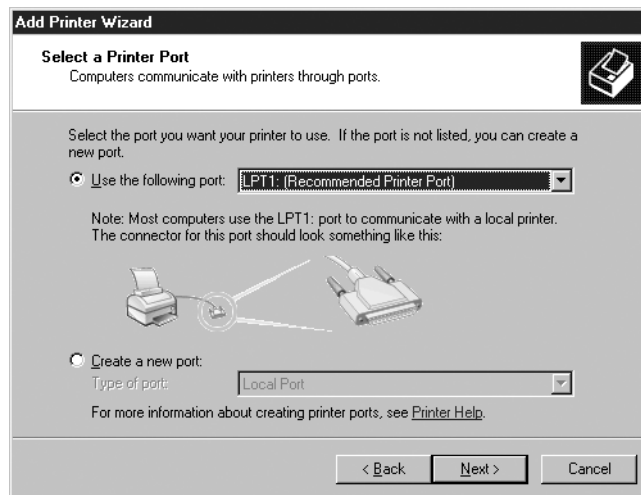 Add Printer Wizard
Select a Printer Port
Computers communicate with printers through ports.
Select the port you want your printer to use. If the port is not listed, you can create a
new port.
Use the following port: LPT1: (Recommended Printer Port)
Note: Most computers use the LPT1: port to communicate with a local printer.
The connector for this port should look something like this:
Create a new port:
Type of port: Local Port
For more information about creating printer ports, see Printer Help.
< Back Next > Cancel